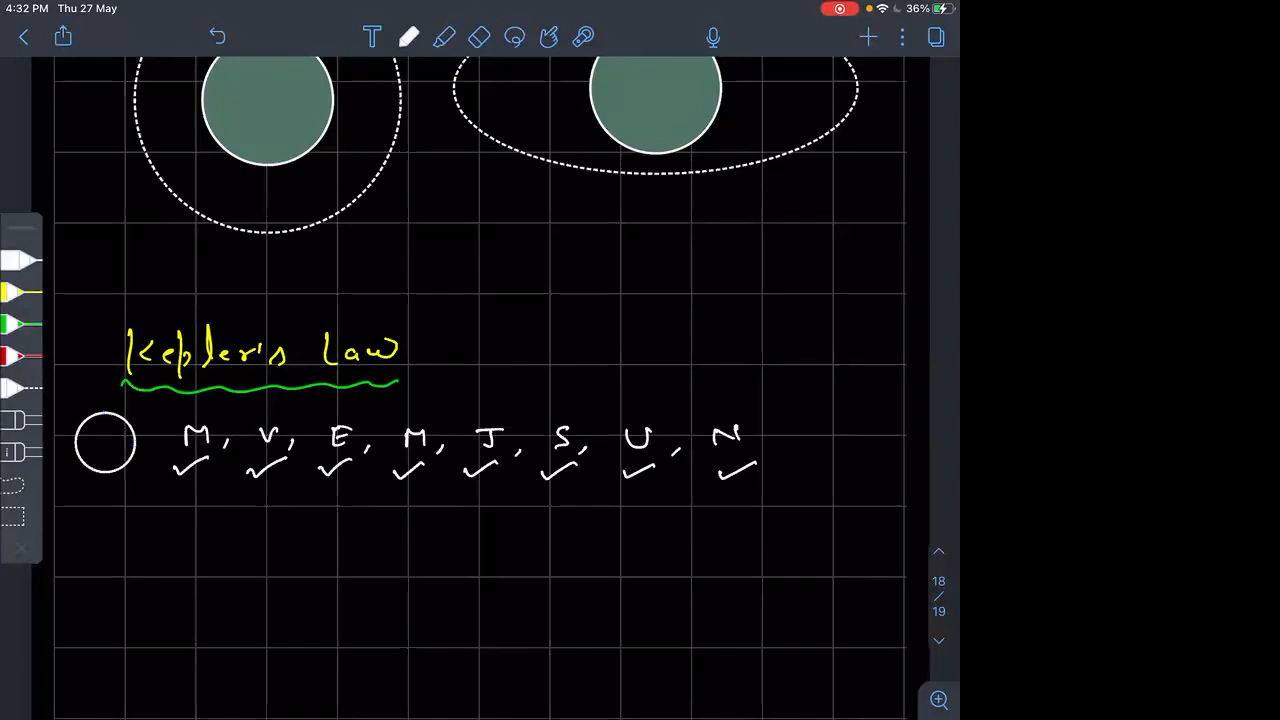 4:32 PM Thu 27 May
36%
T
Kepler's Law
M, V, E, M, J, S, U, N
18
/
19